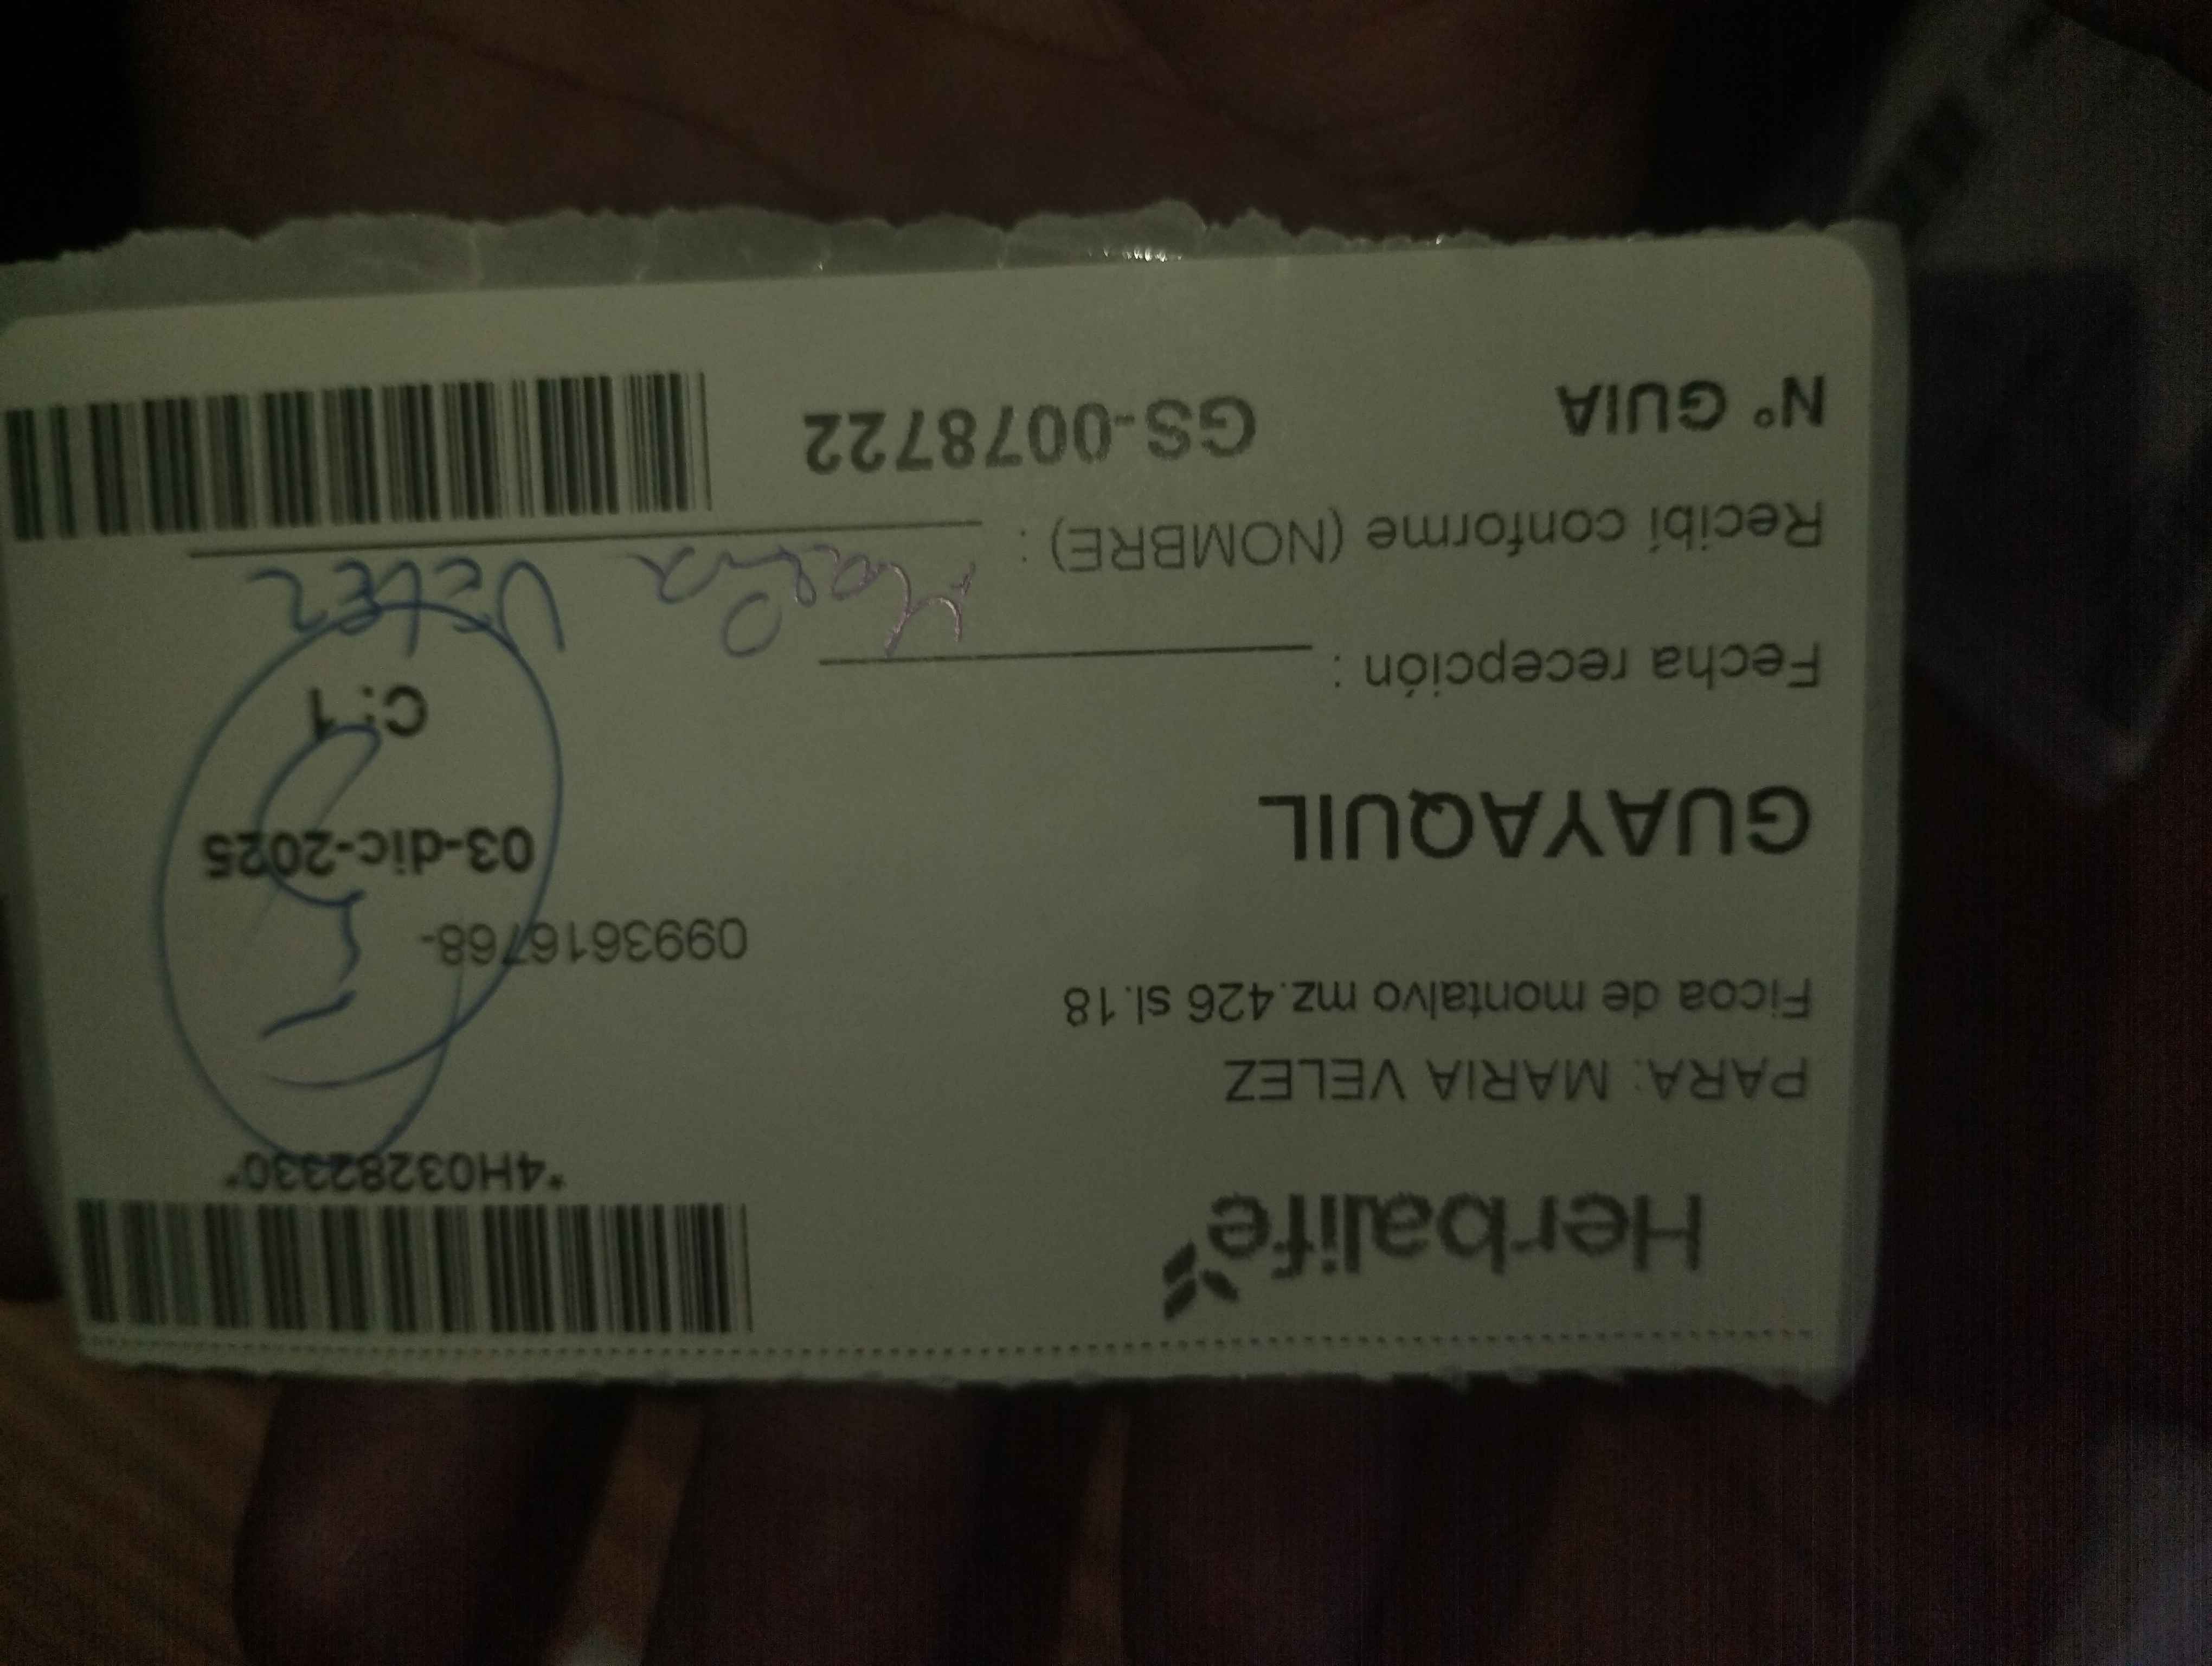 Herbalife
*4H03282330*
PARA: MARIA VELEZ
Ficoa de montalvo mz.426 sl.18
0993616768-
GUAYAQUIL
03-dic-2025
C: 1
Fecha recepción :
Recibí conforme (NOMBRE) : Maria Velez
N° GUIA GS-0078722